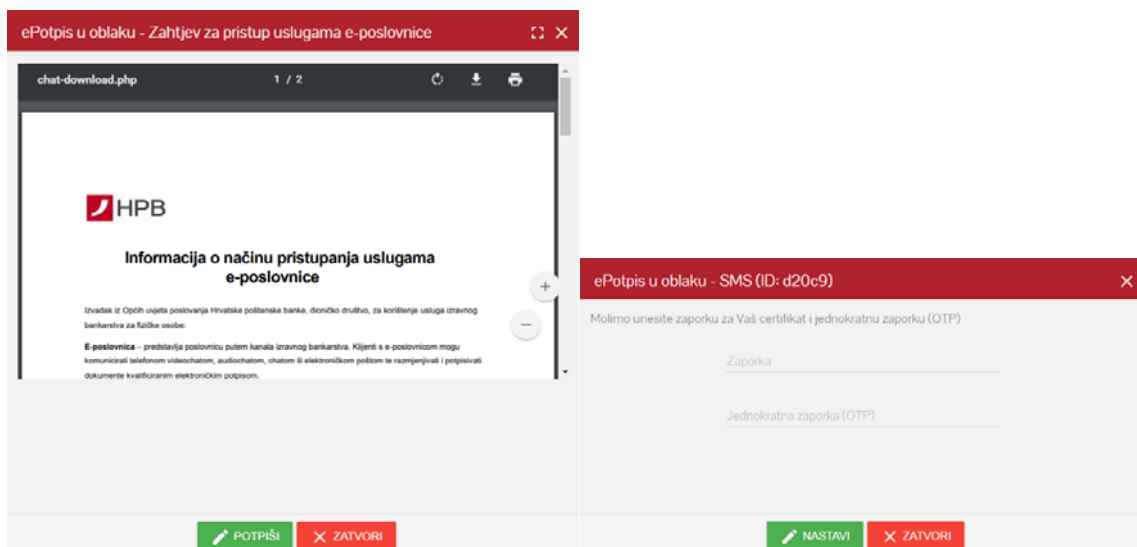 ePotpis u oblaku - Zahtjev za pristup uslugama e-poslovnice
chat-download.php
1 / 2
HPB
Informacija o načinu pristupanja uslugama
e-poslovnice
Izvadak iz Općih uvjeta poslovanja Hrvatske poštanske banke, dioničko društvo, za korištenje usluga izravnog
bankarstva za fizičke osobe:
E-poslovnica – predstavlja poslovnicu putem kanala izravnog bankarstva. Klijenti s e-poslovnicom mogu
komunicirati telefonom videochatom, audiochatom, chatom ili elektroničkom poštom te razmjenjivati i potpisivati
dokumente kvalificiranim elektroničkim potpisom.
POTPIŠI
ZATVORI
ePotpis u oblaku - SMS (ID: d20c9)
Molimo unesite zaporku za Vaš certifikat i jednokratnu zaporku (OTP)
Zaporka
Jednokratna zaporka (OTP)
NASTAVI
ZATVORI